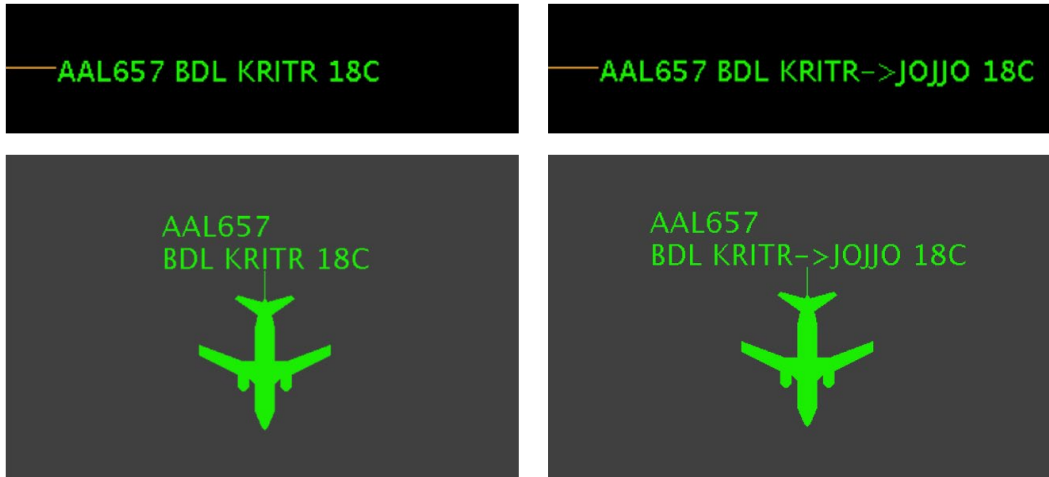 AAL657 BDL KRITR 18C
AAL657 BDL KRITR->JOJJO 18C
AAL657
BDL KRITR 18C
AAL657
BDL KRITR->JOJJO 18C